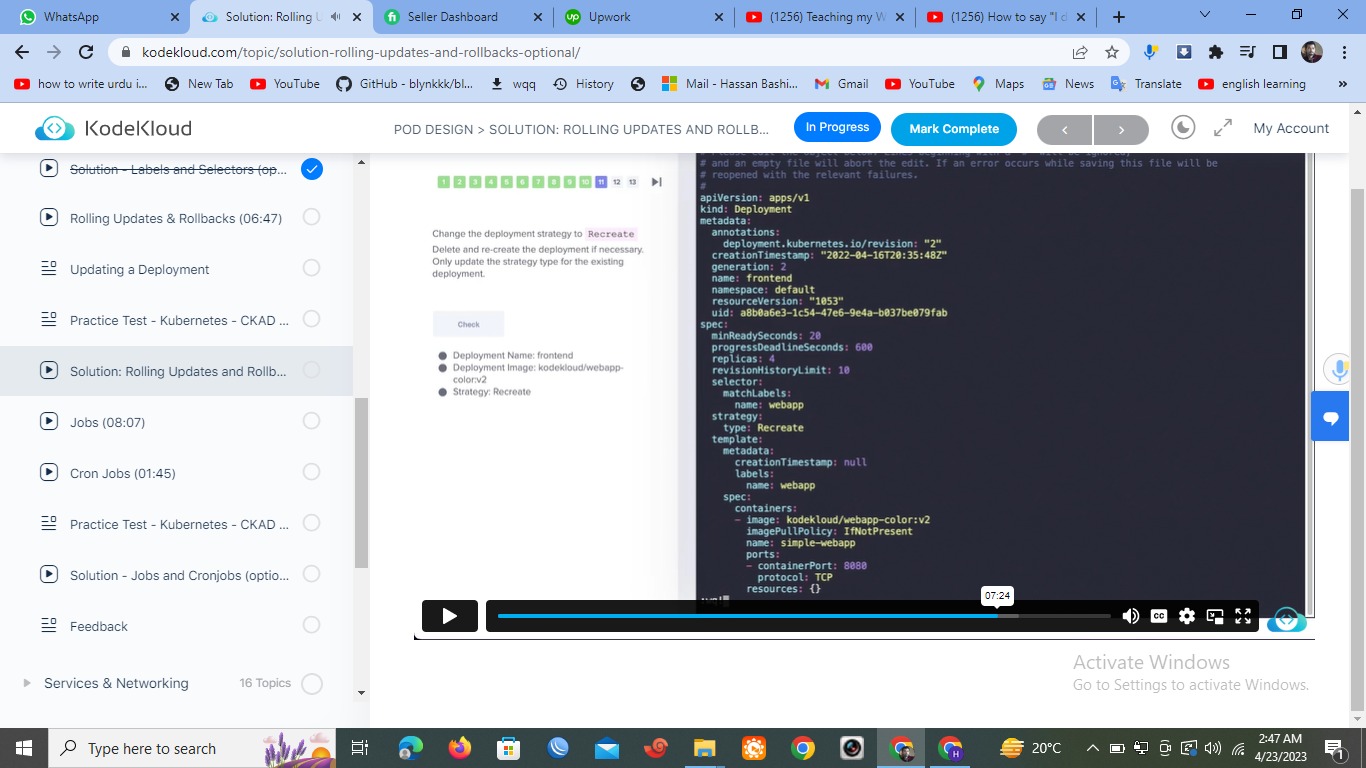 WhatsApp
Solution: Rolling U
Seller Dashboard
Upwork
(1256) Teaching my W
(1256) How to say "I d
kodekloud.com/topic/solution-rolling-updates-and-rollbacks-optional/
how to write urdu i...
New Tab
YouTube
GitHub - blynkkk/bl...
wqq
History
Mail - Hassan Bashi...
Gmail
YouTube
Maps
News
Translate
english learning
»
KodeKloud
POD DESIGN > SOLUTION: ROLLING UPDATES AND ROLLB...
In Progress
Mark Complete
My Account
Solution - Labels and Selectors (op...
Rolling Updates & Rollbacks (06:47)
Updating a Deployment
Practice Test - Kubernetes - CKAD ...
Solution: Rolling Updates and Rollb...
Jobs (08:07)
Cron Jobs (01:45)
Practice Test - Kubernetes - CKAD ...
Solution - Jobs and Cronjobs (optio...
Feedback
Services & Networking
16 Topics
1 2 3 4 5 6 7 8 9 10 11 12 13
Change the deployment strategy to Recreate
Delete and re-create the deployment if necessary.
Only update the strategy type for the existing
deployment.
Check
Deployment Name: frontend
Deployment Image: kodekloud/webapp-
color:v2
Strategy: Recreate
# and an empty file will abort the edit. If an error occurs while saving this file will be
# reopened with the relevant failures.
#
apiVersion: apps/v1
kind: Deployment
metadata:
annotations:
deployment.kubernetes.io/revision: "2"
creationTimestamp: "2022-04-16T20:35:48Z"
generation: 2
name: frontend
namespace: default
resourceVersion: "1053"
uid: a8b0a6e3-1c54-47e6-9e4a-b037be079fab
spec:
minReadySeconds: 20
progressDeadlineSeconds: 600
replicas: 4
revisionHistoryLimit: 10
selector:
matchLabels:
name: webapp
strategy:
type: Recreate
template:
metadata:
creationTimestamp: null
labels:
name: webapp
spec:
containers:
- image: kodekloud/webapp-color:v2
imagePullPolicy: IfNotPresent
name: simple-webapp
ports:
- containerPort: 8080
protocol: TCP
resources: {}
07:24
CC
Activate Windows
Go to Settings to activate Windows.
Type here to search
20°C
2:47 AM
4/23/2023
1